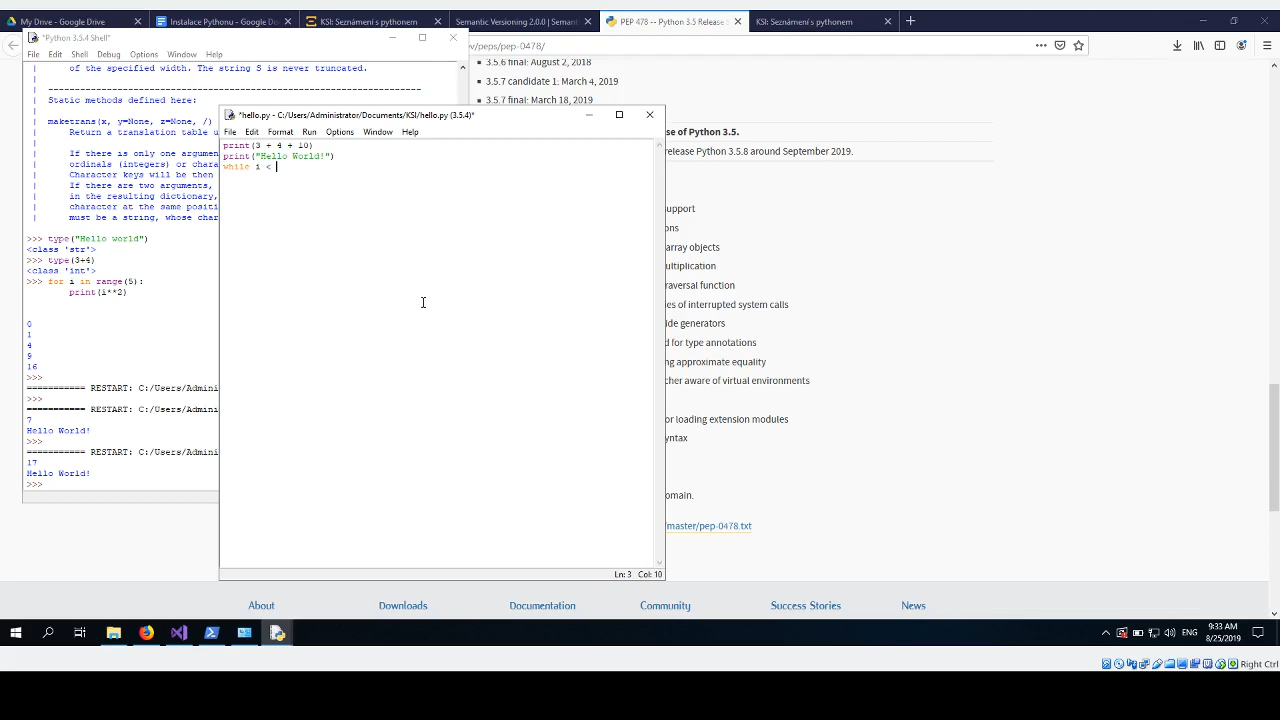 My Drive
Instalace Pythonu - Google Do
KSI: Seznámení s pythonem
Semantic Versioning 2.0.0 | Semant
PEP 478 -- Python 3.5 Release S
KSI: Seznámení s pythonem
*Python 3.5.4 Shell*
v/peps/pep-0478/
File Edit Shell Debug Options Window Help
of the specified width. The string S is never truncated.
3.5.6 final: August 2, 2018
3.5.7 candidate 1: March 4, 2019
Static methods defined here:
3.5.7 final: March 18, 2019
*hello.py - C:/Users/Administrator/Documents/KSI/hello.py (3.5.4)*
maketrans(x, y=None, z=None, /)
Return a translation table u
If there is only one argumen
ordinals (integers) or chara
Character keys will be then
If there are two arguments,
in the resulting dictionary,
character at the same positi
must be a string, whose char
>>> type("Hello world")
<class 'str'>
>>> type(3+4)
<class 'int'>
>>> for i in range(5):
print(i**2)
0
1
4
9
16
>>>
=========== RESTART: C:/Users/Admini
>>>
=========== RESTART: C:/Users/Admini
7
Hello World!
>>>
=========== RESTART: C:/Users/Admini
17
Hello World!
>>>
File Edit Format Run Options Window Help
print(3 + 4 + 10)
print("Hello World!")
while i <
Ln: 3 Col: 10
se of Python 3.5.
release Python 3.5.8 around September 2019.
support
ons
array objects
multiplication
raversal function
es of interrupted system calls
ide generators
d for type annotations
ng approximate equality
cher aware of virtual environments
or loading extension modules
yntax
omain.
/master/pep-0478.txt
About
Downloads
Documentation
Community
Success Stories
News
ENG
9:33 AM
8/25/2019
Right Ctrl